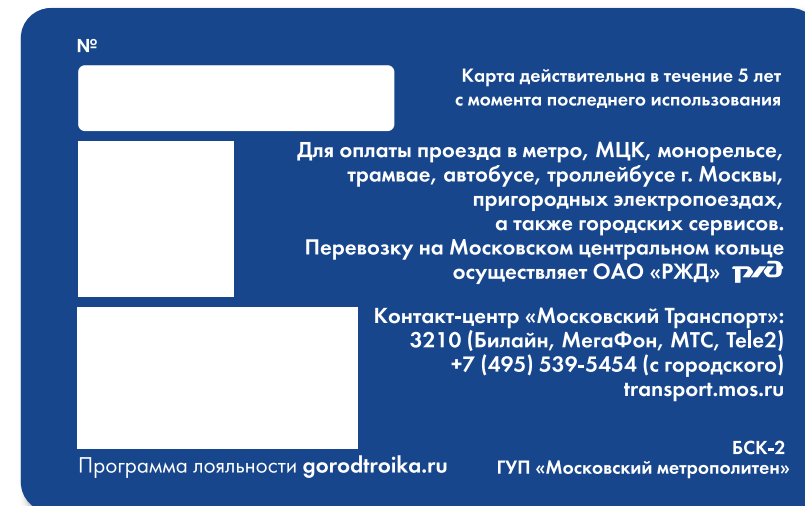 №
Карта действительна в течение 5 лет
с момента последнего использования
Для оплаты проезда в метро, МЦК, монорельсе,
трамвае, автобусе, троллейбусе г. Москвы,
пригородных электропоездах,
а также городских сервисов.
Перевозку на Московском центральном кольце
осуществляет ОАО «РЖД» ржд
Контакт-центр «Московский Транспорт»:
3210 (Билайн, МегаФон, МТС, Tele2)
+7 (495) 539-5454 (с городского)
transport.mos.ru
БСК-2
Программа лояльности gorodtroika.ru
ГУП «Московский метрополитен»